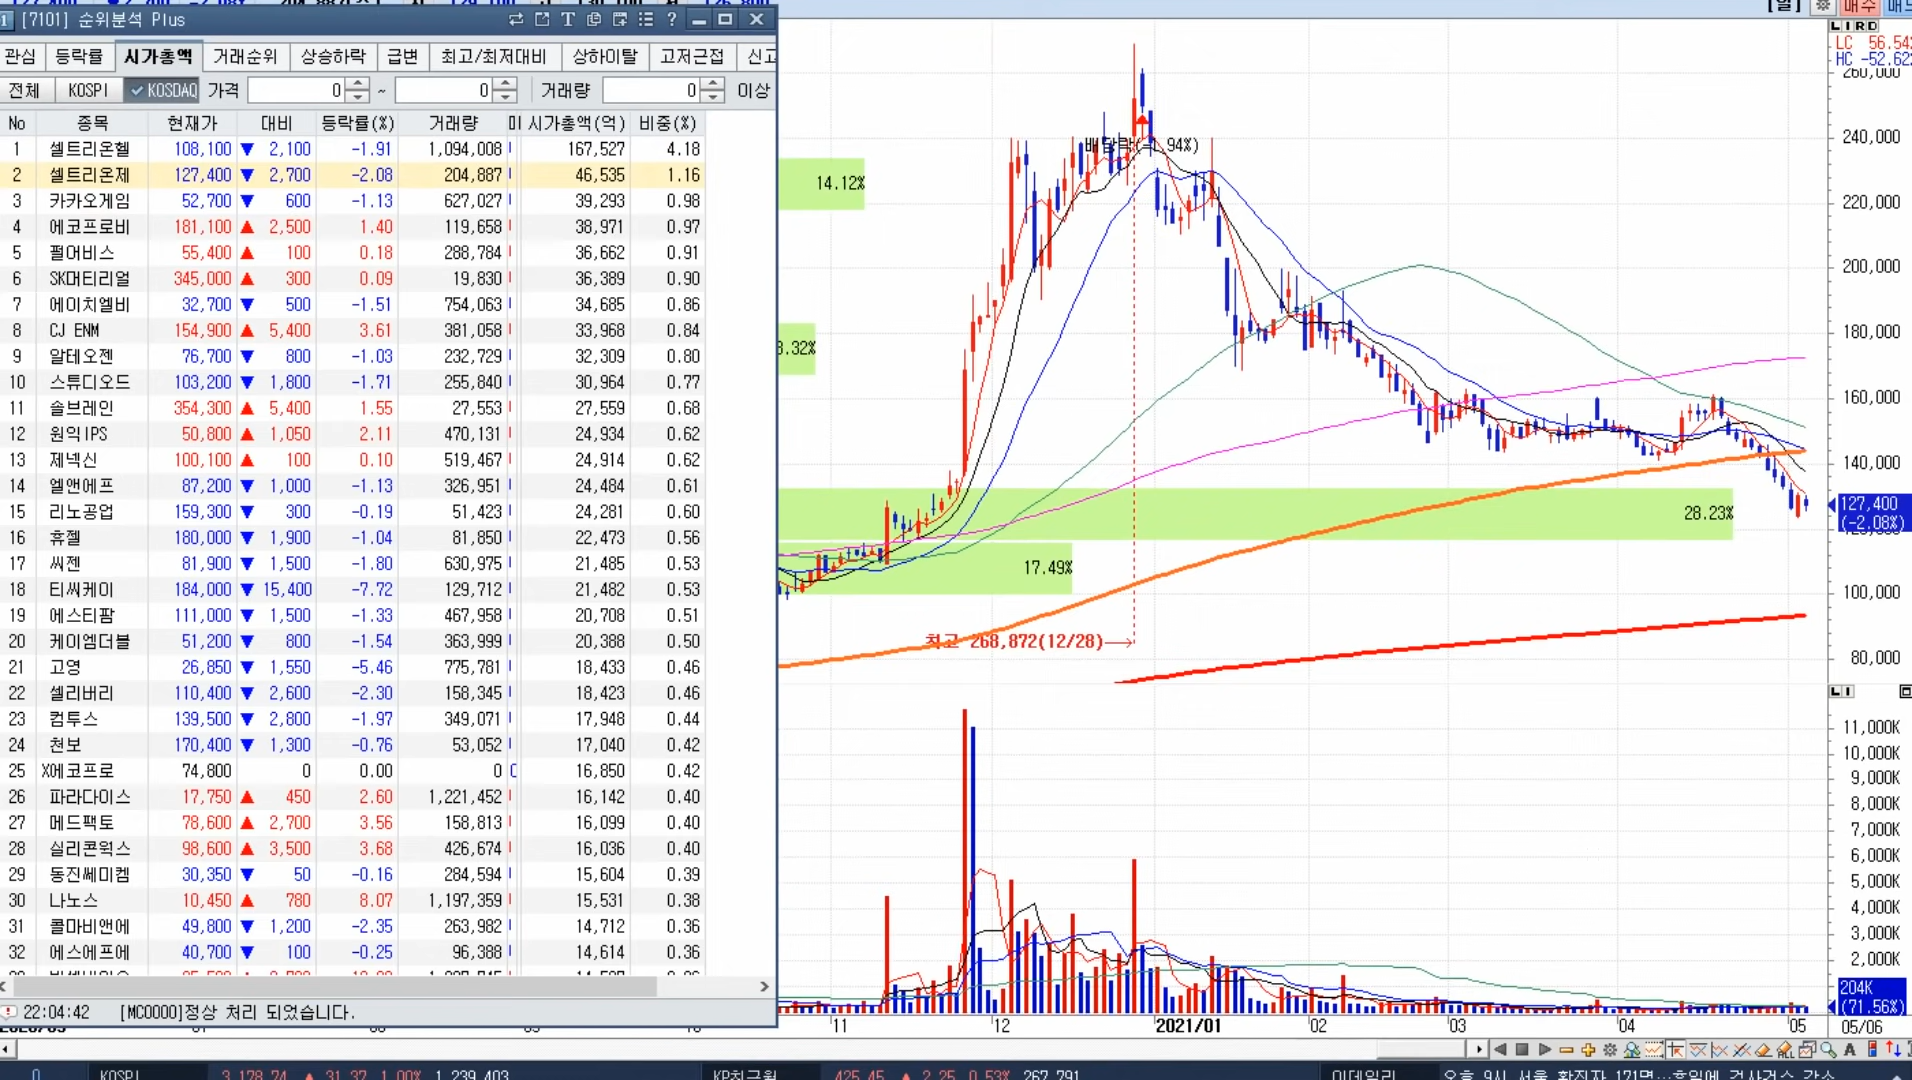 [7101] 순위분석 Plus
관심 등락률 시가총액 거래순위 상승하락 급변 최고/최저대비 상하이탈 고저근접 신고
전체 KOSPI KOSDAQ 가격 0 ~ 0 거래량 0 이상
No 종목 현재가 대비 등락률(%) 거래량 시가총액(억) 비중(%)
1 셀트리온헬 108,100 ▼ 2,100 -1.91 1,094,008 167,527 4.18
2 셀트리온제 127,400 ▼ 2,700 -2.08 204,887 46,535 1.16
3 카카오게임 52,700 ▼ 600 -1.13 627,027 39,293 0.98
4 에코프로비 181,100 ▲ 2,500 1.40 119,658 38,971 0.97
5 펄어비스 55,400 ▲ 100 0.18 288,784 36,662 0.91
6 SK머티리얼 345,000 ▲ 300 0.09 19,830 36,389 0.90
7 에이치엘비 32,700 ▼ 500 -1.51 754,063 34,685 0.86
8 CJ ENM 154,900 ▲ 5,400 3.61 381,058 33,968 0.84
9 알테오젠 76,700 ▼ 800 -1.03 232,729 32,309 0.80
10 스튜디오드 103,200 ▼ 1,800 -1.71 255,840 30,964 0.77
11 솔브레인 354,300 ▲ 5,400 1.55 27,553 27,559 0.68
12 원익IPS 50,800 ▲ 1,050 2.11 470,131 24,934 0.62
13 제넥신 100,100 ▲ 100 0.10 519,467 24,914 0.62
14 엘앤에프 87,200 ▼ 1,000 -1.13 326,951 24,484 0.61
15 리노공업 159,300 ▼ 300 -0.19 51,423 24,281 0.60
16 휴젤 180,000 ▼ 1,900 -1.04 81,850 22,473 0.56
17 씨젠 81,900 ▼ 1,500 -1.80 630,975 21,485 0.53
18 티씨케이 184,000 ▼ 15,400 -7.72 129,712 21,482 0.53
19 에스티팜 111,000 ▼ 1,500 -1.33 467,958 20,708 0.51
20 케이엠더블 51,200 ▼ 800 -1.54 363,999 20,388 0.50
21 고영 26,850 ▼ 1,550 -5.46 775,781 18,433 0.46
22 셀리버리 110,400 ▼ 2,600 -2.30 158,345 18,423 0.46
23 컴투스 139,500 ▼ 2,800 -1.97 349,071 17,948 0.44
24 천보 170,400 ▼ 1,300 -0.76 53,052 17,040 0.42
25 X에코프로 74,800 0 0.00 0 16,850 0.42
26 파라다이스 17,750 ▲ 450 2.60 1,221,452 16,142 0.40
27 메드팩토 78,600 ▲ 2,700 3.56 158,813 16,099 0.40
28 실리콘웍스 98,600 ▲ 3,500 3.68 426,674 16,036 0.40
29 동진쎄미켐 30,350 ▼ 50 -0.16 284,594 15,604 0.39
30 나노스 10,450 ▲ 780 8.07 1,197,359 15,531 0.38
31 콜마비앤에 49,800 ▼ 1,200 -2.35 263,982 14,712 0.36
32 에스에프에 40,700 ▼ 100 -0.25 96,388 14,614 0.36
22:04:42 [MC0000]정상 처리 되었습니다.
[일] 매수
L I R D
LC 56.54
HC -52.62
260,000
240,000
220,000
200,000
180,000
160,000
140,000
127,400
(-2.08%)
100,000
80,000
14.12%
3.32%
28.23%
17.49%
최고 268,872(12/28)
L I
11,000K
10,000K
9,000K
8,000K
7,000K
6,000K
5,000K
4,000K
3,000K
2,000K
204K
(71.56%)
11 12 2021/01 02 03 04 05 05/06
0 KOSPI 3,178.74 ▲ 31.37 1.00% 1,239,403 KP최근월 425.45 ▲ 2.25 0.53% 267,791 이데일리